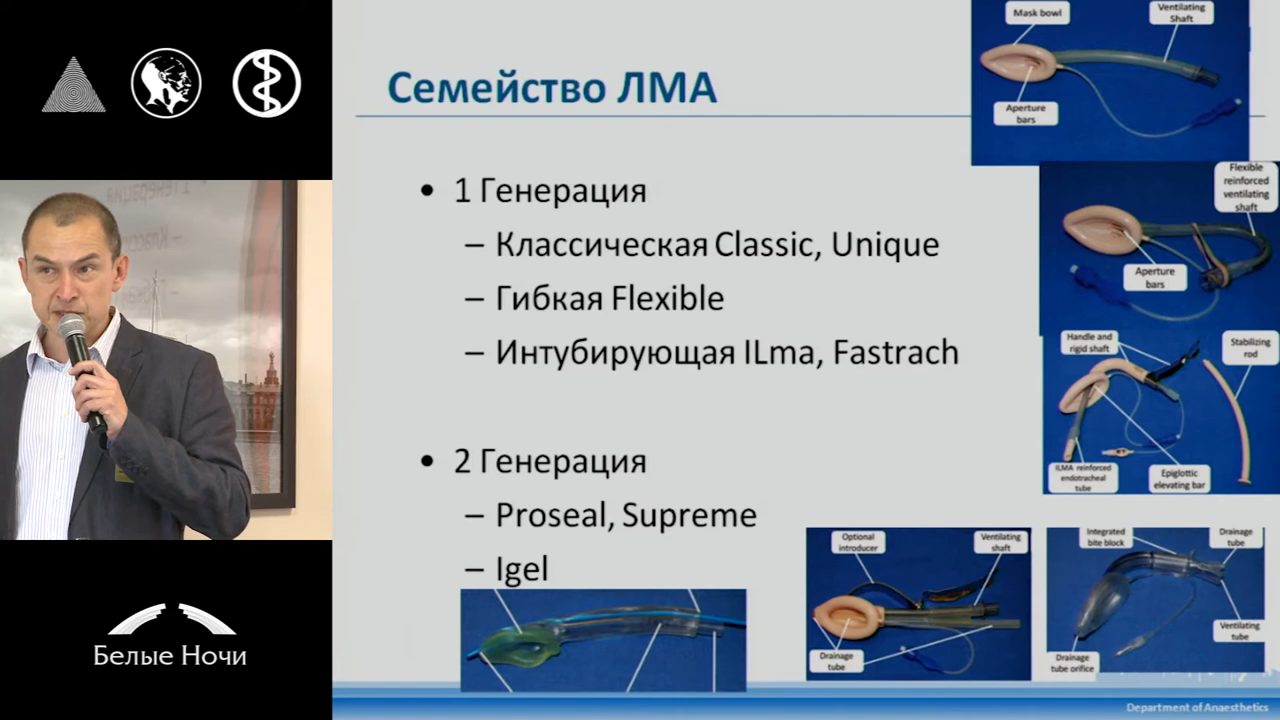 Семейство ЛМА
• 1 Генерация
– Классическая Classic, Unique
– Гибкая Flexible
– Интубирующая ILma, Fastrach
• 2 Генерация
– Proseal, Supreme
– Igel
Mask bowl
Ventilating
Shaft
Aperture
bars
Flexible
reinforced
ventilating
shaft
Aperture
bars
Handle and
rigid shaft
Stabilizing
rod
ILMA reinforced
endotracheal
tube
Epiglottic
elevating bar
Optional
introducer
Ventilating
shaft
Drainage
tube
Integrated
bite block
Drainage
tube
Ventilating
tube
Drainage
tube orifice
Department of Anaesthetics
Белые Ночи